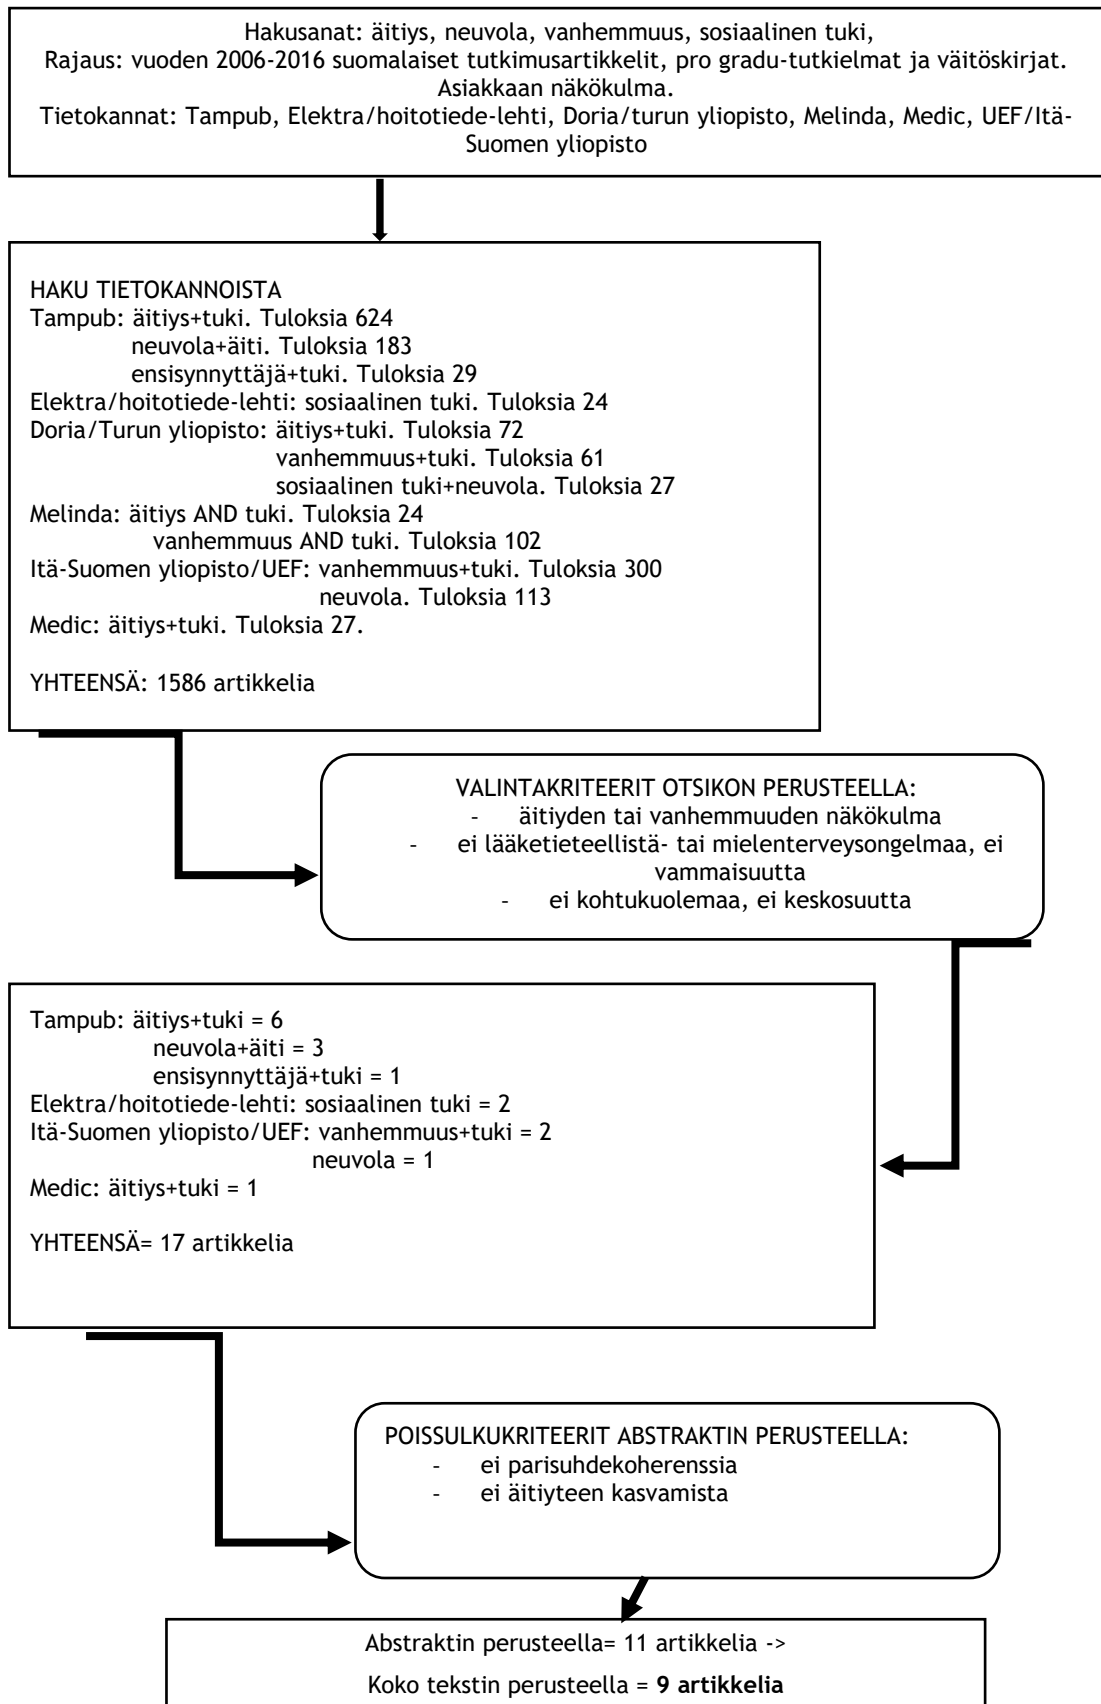 Hakusanat: äitiys, neuvola, vanhemmuus, sosiaalinen tuki,
Rajaus: vuoden 2006-2016 suomalaiset tutkimusartikkelit, pro gradu-tutkielmat ja väitöskirjat.
Asiakkaan näkökulma.
Tietokannat: Tampub, Elektra/hoitotiede-lehti, Doria/turun yliopisto, Melinda, Medic, UEF/Itä-
Suomen yliopisto
HAKU TIETOKANNOISTA
Tampub: äitiys+tuki. Tuloksia 624
neuvola+äiti. Tuloksia 183
ensisynnyttäjä+tuki. Tuloksia 29
Elektra/hoitotiede-lehti: sosiaalinen tuki. Tuloksia 24
Doria/Turun yliopisto: äitiys+tuki. Tuloksia 72
vanhemmuus+tuki. Tuloksia 61
sosiaalinen tuki+neuvola. Tuloksia 27
Melinda: äitiys AND tuki. Tuloksia 24
vanhemmuus AND tuki. Tuloksia 102
Itä-Suomen yliopisto/UEF: vanhemmuus+tuki. Tuloksia 300
neuvola. Tuloksia 113
Medic: äitiys+tuki. Tuloksia 27.
YHTEENSÄ: 1586 artikkelia
VALINTAKRITEERIT OTSIKON PERUSTEELLA:
- äitiyden tai vanhemmuuden näkökulma
- ei lääketieteellistä- tai mielenterveysongelmaa, ei
vammaisuutta
- ei kohtukuolemaa, ei keskosuutta
Tampub: äitiys+tuki = 6
neuvola+äiti = 3
ensisynnyttäjä+tuki = 1
Elektra/hoitotiede-lehti: sosiaalinen tuki = 2
Itä-Suomen yliopisto/UEF: vanhemmuus+tuki = 2
neuvola = 1
Medic: äitiys+tuki = 1
YHTEENSÄ= 17 artikkelia
POISSULKUKRITEERIT ABSTRAKTIN PERUSTEELLA:
- ei parisuhdekoherenssia
- ei äitiyteen kasvamista
Abstraktin perusteella= 11 artikkelia ->
Koko tekstin perusteella = 9 artikkelia